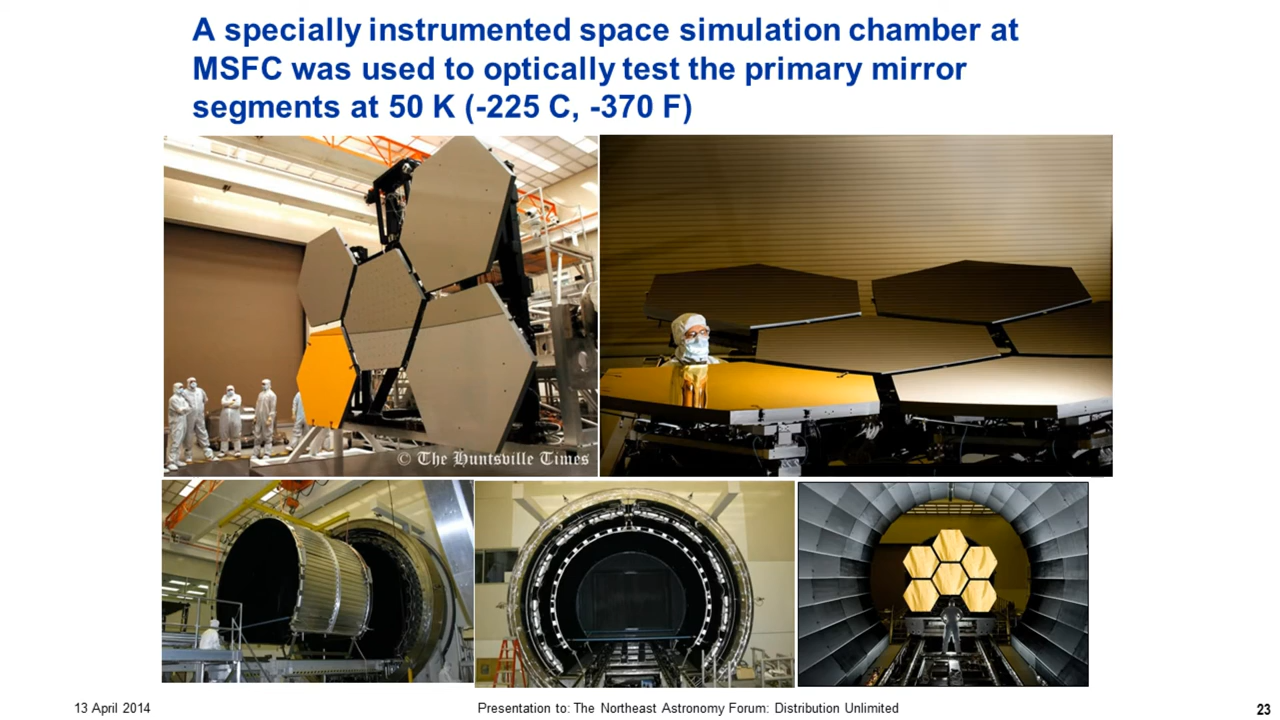 A specially instrumented space simulation chamber at
MSFC was used to optically test the primary mirror
segments at 50 K (-225 C, -370 F)
© The Huntsville Times
13 April 2014
Presentation to: The Northeast Astronomy Forum: Distribution Unlimited
23